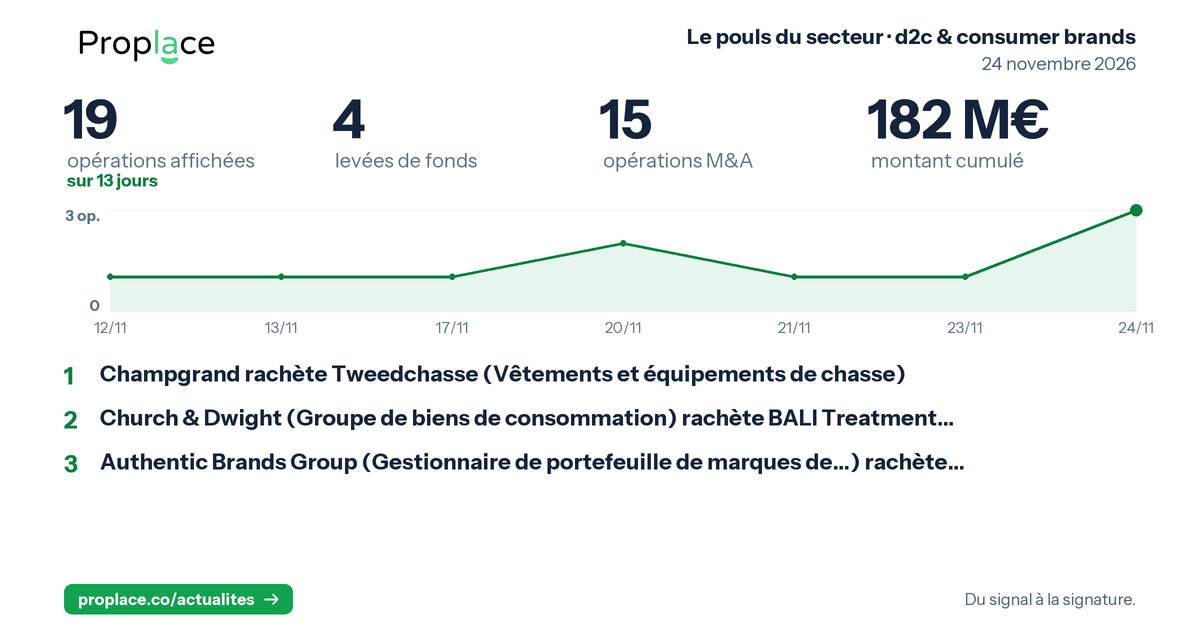 Proplace
Le pouls du secteur · d2c & consumer brands
24 novembre 2026
19
opérations affichées
sur 13 jours
4
levées de fonds
15
opérations M&A
182 M€
montant cumulé
3 op.
0
12/11 13/11 17/11 20/11 21/11 23/11 24/11
1 Champgrand rachète Tweedchasse (Vêtements et équipements de chasse)
2 Church & Dwight (Groupe de biens de consommation) rachète BALI Treatment...
3 Authentic Brands Group (Gestionnaire de portefeuille de marques de...) rachète...
proplace.co/actualites →
Du signal à la signature.